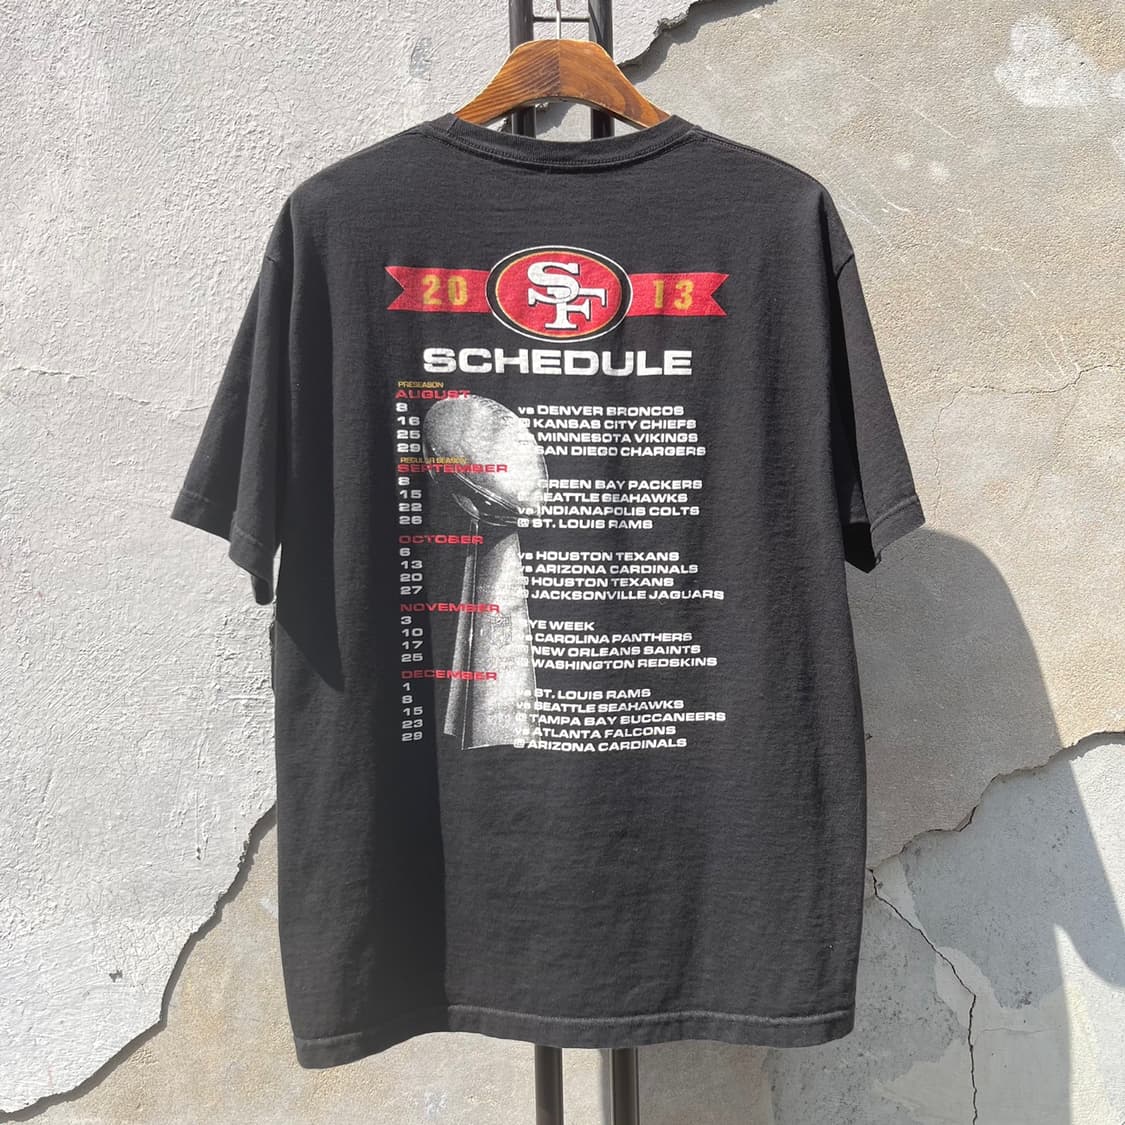 20 SF 13
SCHEDULE
PRESEASON
AUGUST
8 vs DENVER BRONCOS
16 @ KANSAS CITY CHIEFS
25 MINNESOTA VIKINGS
29 SAN DIEGO CHARGERS
REGULAR SEASON
SEPTEMBER
8 GREEN BAY PACKERS
15 @ SEATTLE SEAHAWKS
22 vs INDIANAPOLIS COLTS
26 @ ST. LOUIS RAMS
OCTOBER
6 vs HOUSTON TEXANS
13 vs ARIZONA CARDINALS
20 @ HOUSTON TEXANS
27 @ JACKSONVILLE JAGUARS
NOVEMBER
3 BYE WEEK
10 vs CAROLINA PANTHERS
17 @ NEW ORLEANS SAINTS
25 @ WASHINGTON REDSKINS
DECEMBER
1 vs ST. LOUIS RAMS
8 vs SEATTLE SEAHAWKS
15 @ TAMPA BAY BUCCANEERS
23 vs ATLANTA FALCONS
29 @ ARIZONA CARDINALS